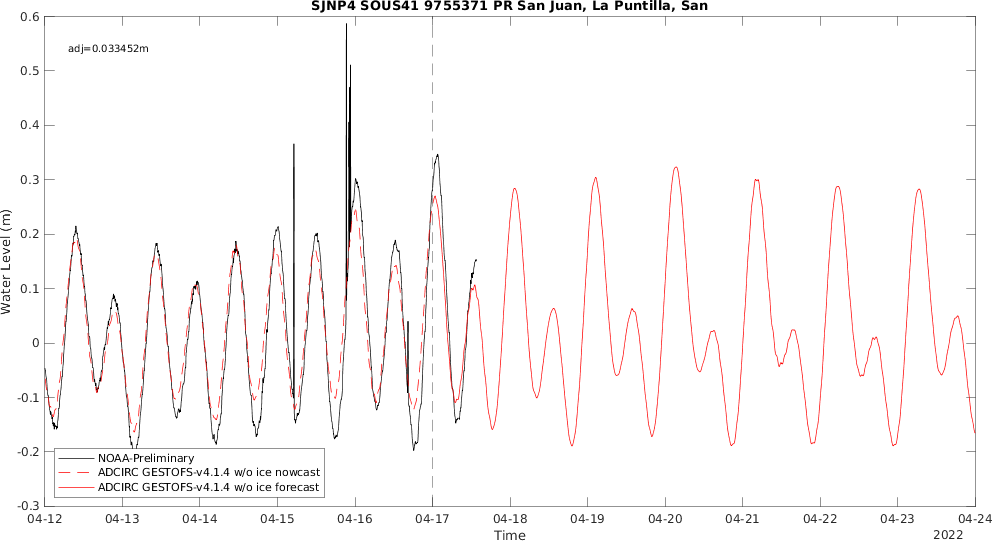 SJNP4 SOUS41 9755371 PR San Juan, La Puntilla, San
adj=0.033452m
0.6
0.5
0.4
0.3
0.2
0.1
0
-0.1
-0.2
-0.3
Water Level (m)
NOAA-Preliminary
ADCIRC GESTOFS-v4.1.4 w/o ice nowcast
ADCIRC GESTOFS-v4.1.4 w/o ice forecast
04-12 04-13 04-14 04-15 04-16 04-17 04-18 04-19 04-20 04-21 04-22 04-23 04-24
Time
2022